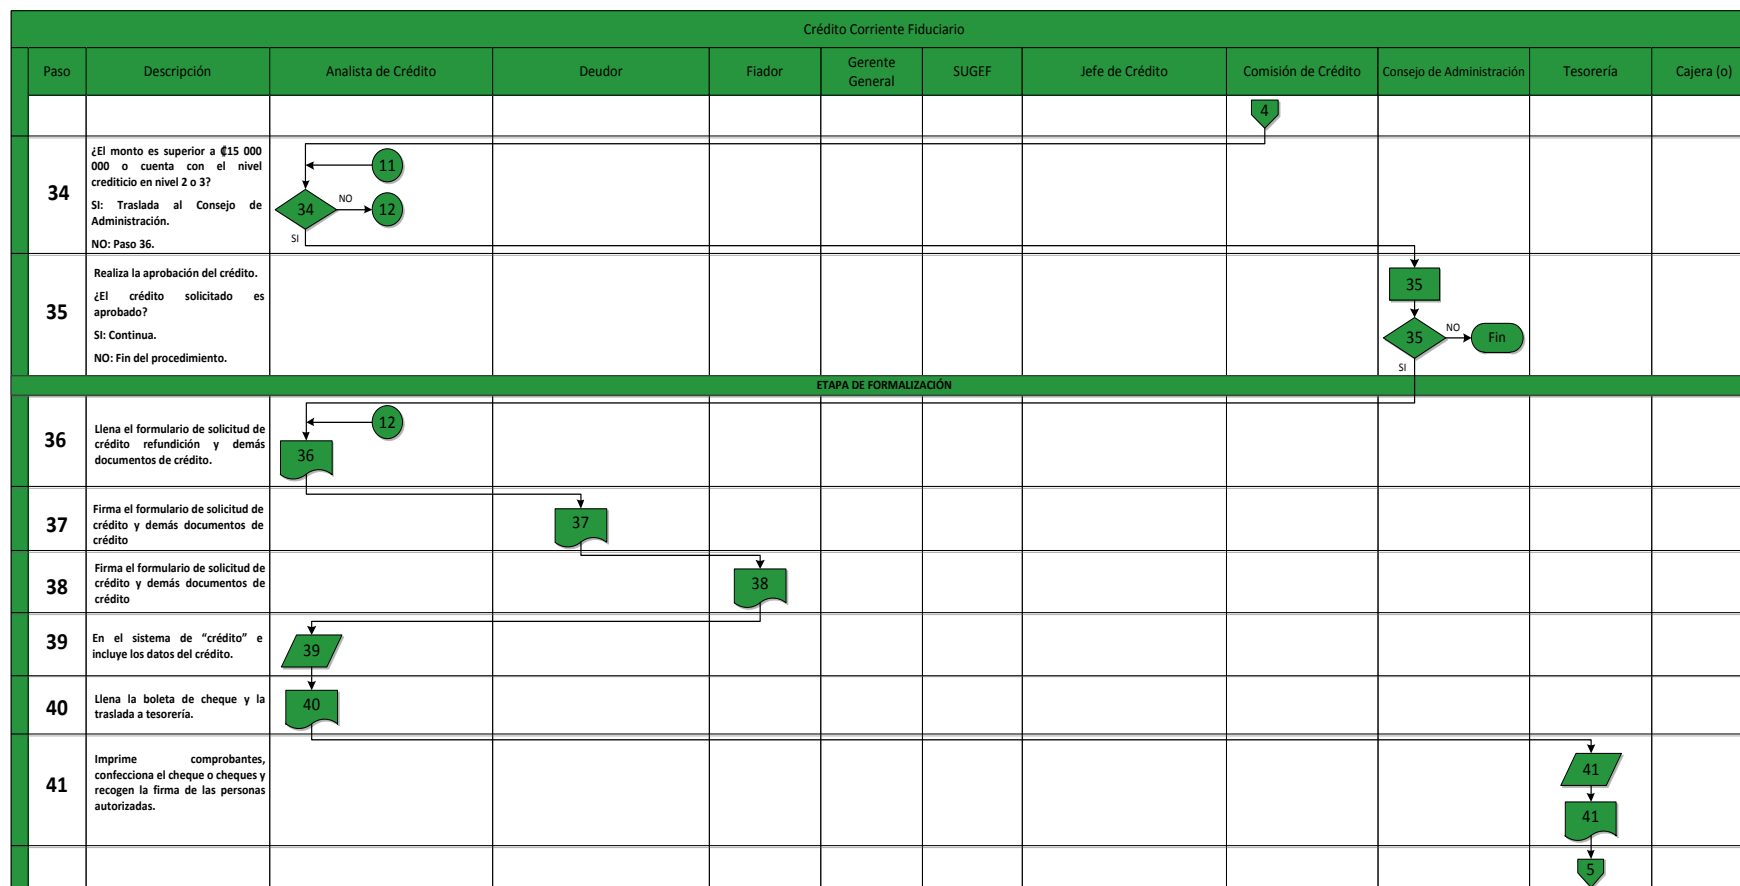 Crédito Corriente Fiduciario
Paso
Descripción
Analista de Crédito
Deudor
Fiador
Gerente
General
SUGEF
Jefe de Crédito
Comisión de Crédito
Consejo de Administración
Tesorería
Cajera (o)
4
34
¿El monto es superior a ₡15 000
000 o cuenta con el nivel
crediticio en nivel 2 o 3?
SI: Traslada al Consejo de
Administración.
NO: Paso 36.
11
34
NO
12
SI
35
Realiza la aprobación del crédito.
¿El crédito solicitado es
aprobado?
SI: Continua.
NO: Fin del procedimiento.
35
35
NO
Fin
SI
ETAPA DE FORMALIZACIÓN
36
Llena el formulario de solicitud de
crédito refundición y demás
documentos de crédito.
12
36
37
Firma el formulario de solicitud de
crédito y demás documentos de
crédito
37
38
Firma el formulario de solicitud de
crédito y demás documentos de
crédito
38
39
En el sistema de “crédito” e
incluye los datos del crédito.
39
40
Llena la boleta de cheque y la
traslada a tesorería.
40
41
Imprime comprobantes,
confecciona el cheque o cheques y
recogen la firma de las personas
autorizadas.
41
41
5